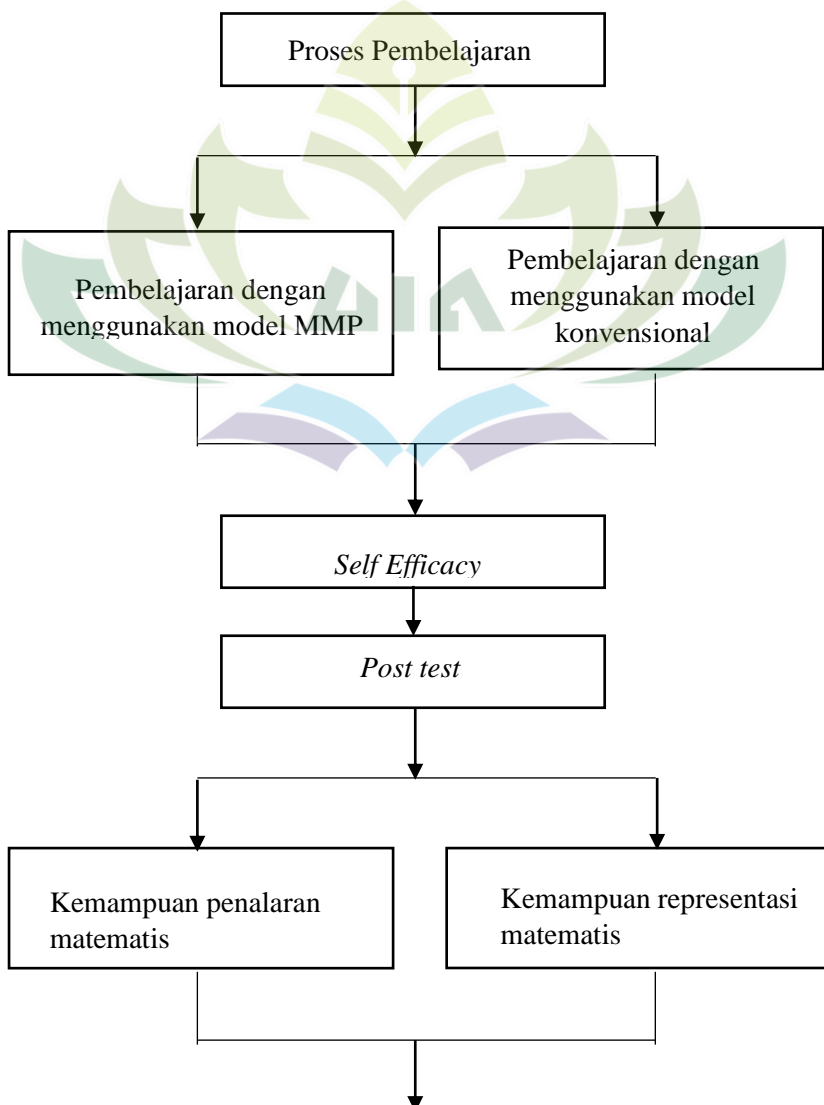 Proses Pembelajaran
Pembelajaran dengan
menggunakan model MMP
Pembelajaran dengan
menggunakan model
konvensional
Self Efficacy
Post test
Kemampuan penalaran
matematis
Kemampuan representasi
matematis